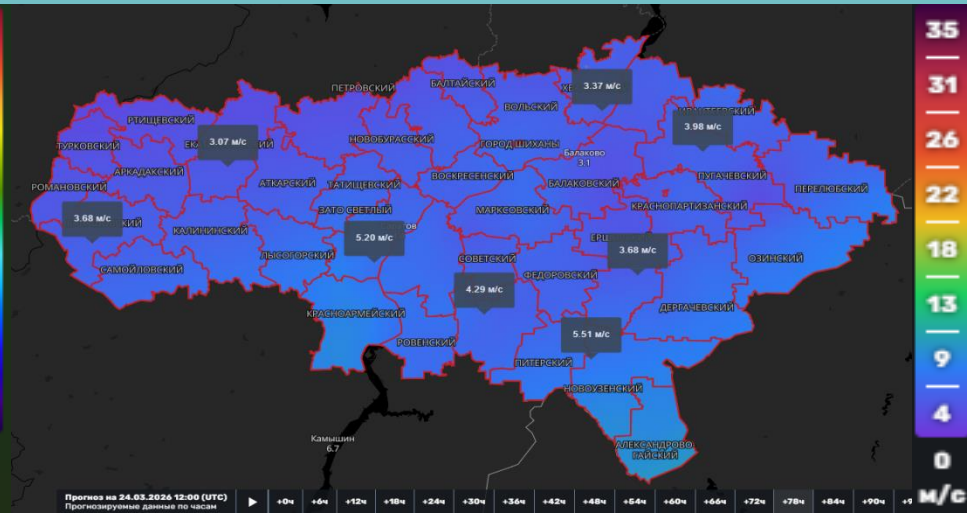 35
31
26
22
18
13
9
4
0
м/с
ПЕТРОВСКИЙ
БАЛТАЙСКИЙ
3.37 м/с
ВОЛЬСКИЙ
РТИЩЕВСКИЙ
3.98 м/с
ТУРКОВСКИЙ
3.07 м/с
НОВОБУРАССКИЙ
ГОРОД ШИХАНЫ
Балаково
3.1
АРКАДАКСКИЙ
РОМАНОВСКИЙ
АТКАРСКИЙ
ТАТИЩЕВСКИЙ
ВОСКРЕСЕНСКИЙ
БАЛАКОВСКИЙ
ПУГАЧЕВСКИЙ
ПЕРЕЛЮБСКИЙ
3.68 м/с
ЗАТО СВЕТЛЫЙ
МАРКСОВСКИЙ
КРАСНОПАРТИЗАНСКИЙ
КАЛИНИНСКИЙ
5.20 м/с
3.68 м/с
ЛЫСОГОРСКИЙ
СОВЕТСКИЙ
ОЗИНСКИЙ
САМОЙЛОВСКИЙ
ФЕДОРОВСКИЙ
4.29 м/с
КРАСНОАРМЕЙСКИЙ
ДЕРГАЧЕВСКИЙ
РОВЕНСКИЙ
5.51 м/с
ПИТЕРСКИЙ
НОВОУЗЕНСКИЙ
Камышин
6.7
АЛЕКСАНДРОВО
ГАЙСКИЙ
Прогноз на 24.03.2026 12:00 (UTC)
Прогнозируемые данные по часам
+0ч +6ч +12ч +18ч +24ч +30ч +36ч +42ч +48ч +54ч +60ч +66ч +72ч +78ч +84ч +90ч